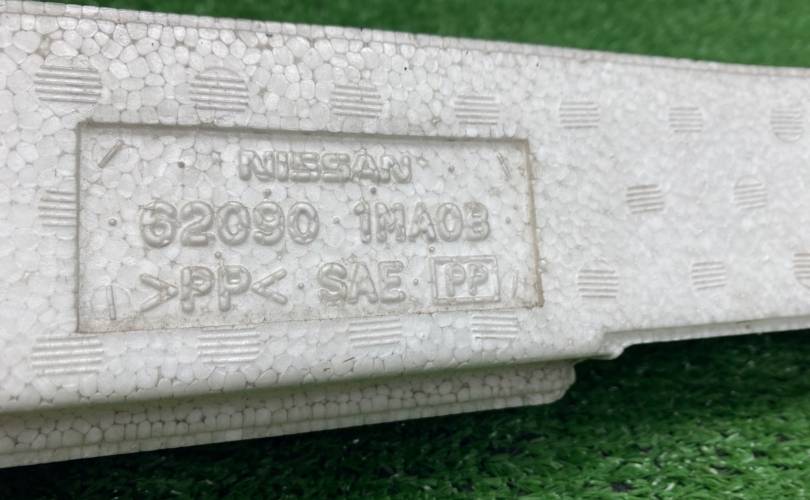 NISSAN
62090 1MA0B
>PP< SAE PP